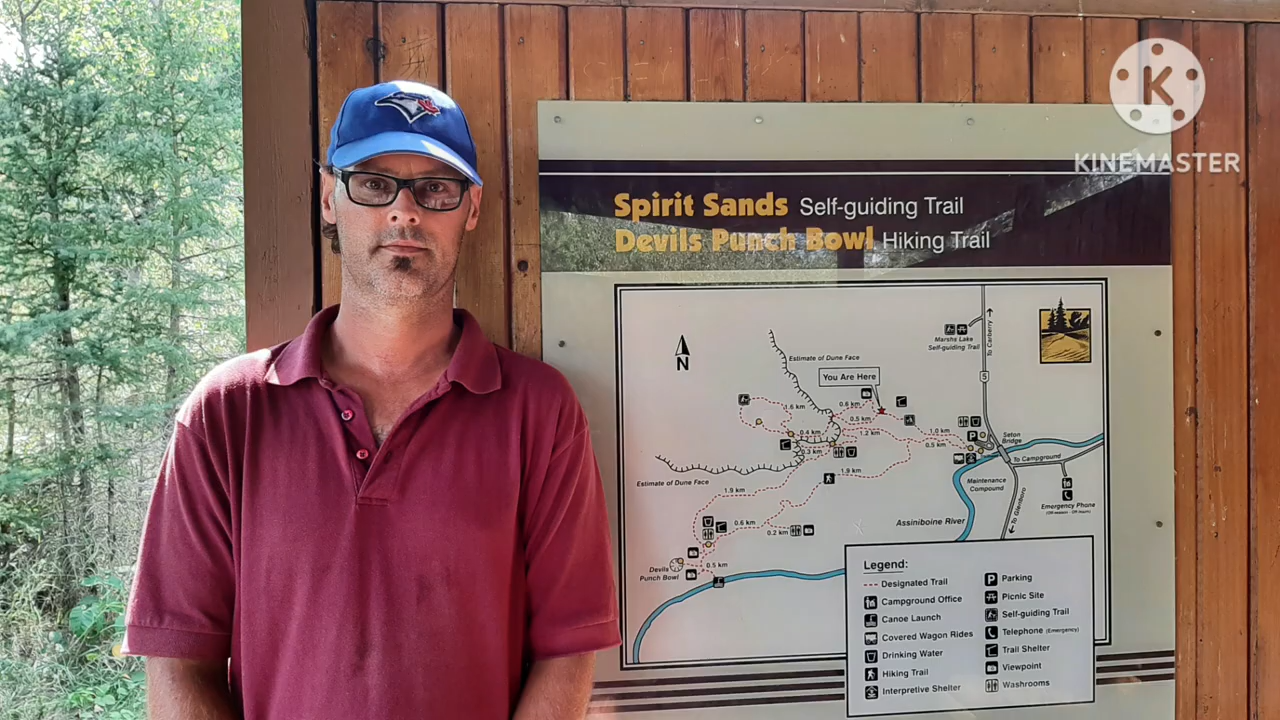 K
KINEMASTER
Spirit Sands Self-guiding Trail
Devils Punch Bowl Hiking Trail
N
Estimate of Dune Face
You Are Here
Marshs Lake
Self-guiding Trail
To Carberry
5
1.6 km
0.6 km
0.5 km
0.4 km
0.3 km
1.2 km
1.0 km
0.5 km
P
Seton
Bridge
To Campground
Estimate of Dune Face
1.9 km
1.9 km
Maintenance
Compound
Emergency Phone
To Glenboro
Assiniboine River
0.6 km
0.2 km
0.5 km
Devils
Punch Bowl
Legend:
Designated Trail
Campground Office
Canoe Launch
Covered Wagon Rides
Drinking Water
Hiking Trail
Interpretive Shelter
P Parking
Picnic Site
Self-guiding Trail
Telephone (Emergency)
Trail Shelter
Viewpoint
Washrooms